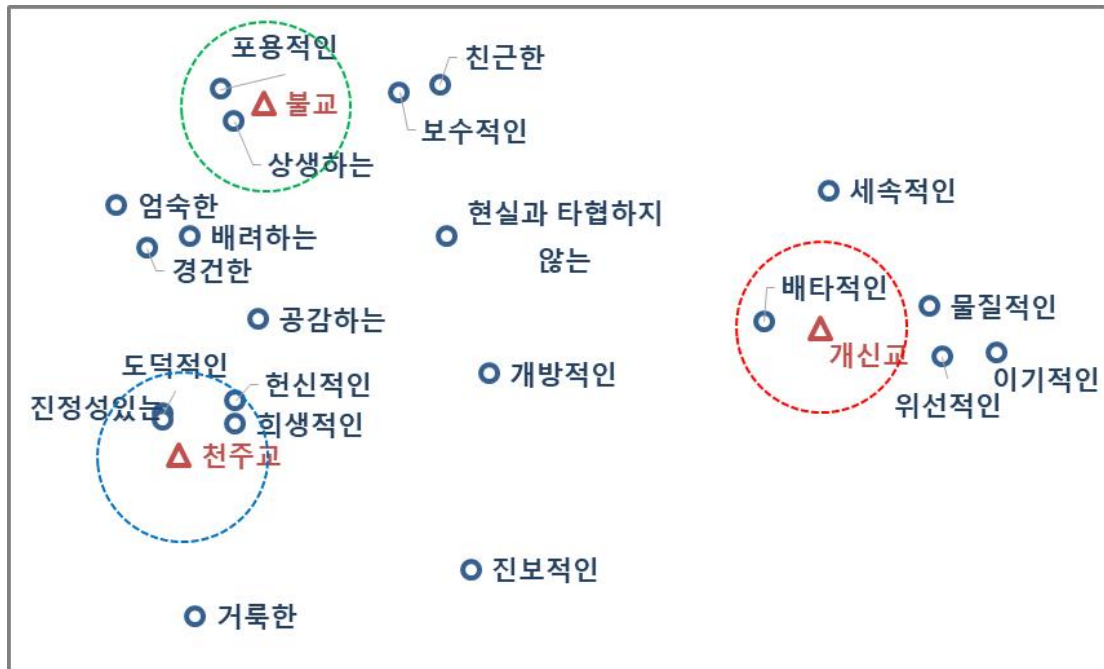 포용적인
친근한
불교
보수적인
상생하는
세속적인
엄숙한
현실과 타협하지
않는
배려하는
경건한
배타적인
물질적인
공감하는
개신교
이기적인
도덕적인
헌신적인
개방적인
위선적인
진정성있는
희생적인
천주교
진보적인
거룩한